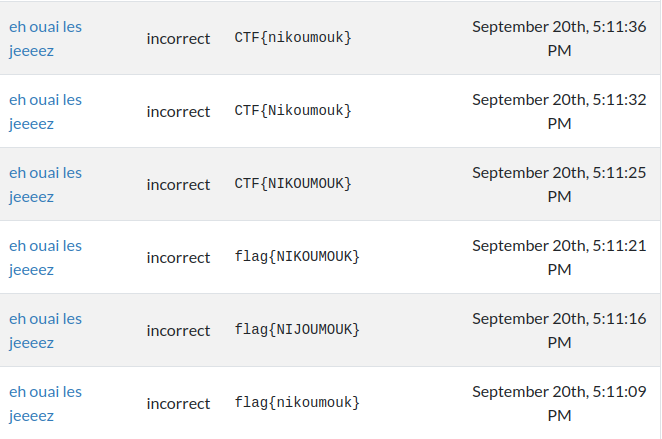 eh ouai les
jeeeez
incorrect
CTF{nikoumouk}
September 20th, 5:11:36
PM
eh ouai les
jeeeez
incorrect
CTF{Nikoumouk}
September 20th, 5:11:32
PM
eh ouai les
jeeeez
incorrect
CTF{NIKOUMOUK}
September 20th, 5:11:25
PM
eh ouai les
jeeeez
incorrect
flag{NIKOUMOUK}
September 20th, 5:11:21
PM
eh ouai les
jeeeez
incorrect
flag{NIJOUMOUK}
September 20th, 5:11:16
PM
eh ouai les
jeeeez
incorrect
flag{nikoumouk}
September 20th, 5:11:09
PM